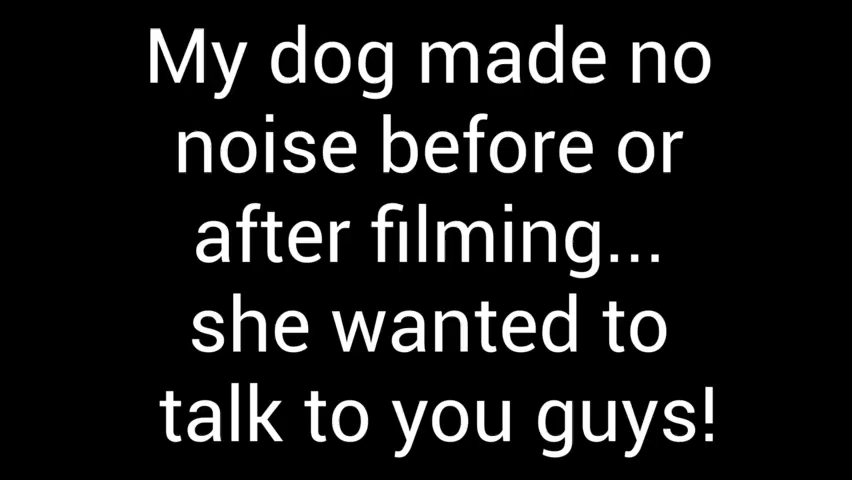 My dog made no
noise before or
after filming...
she wanted to
talk to you guys!